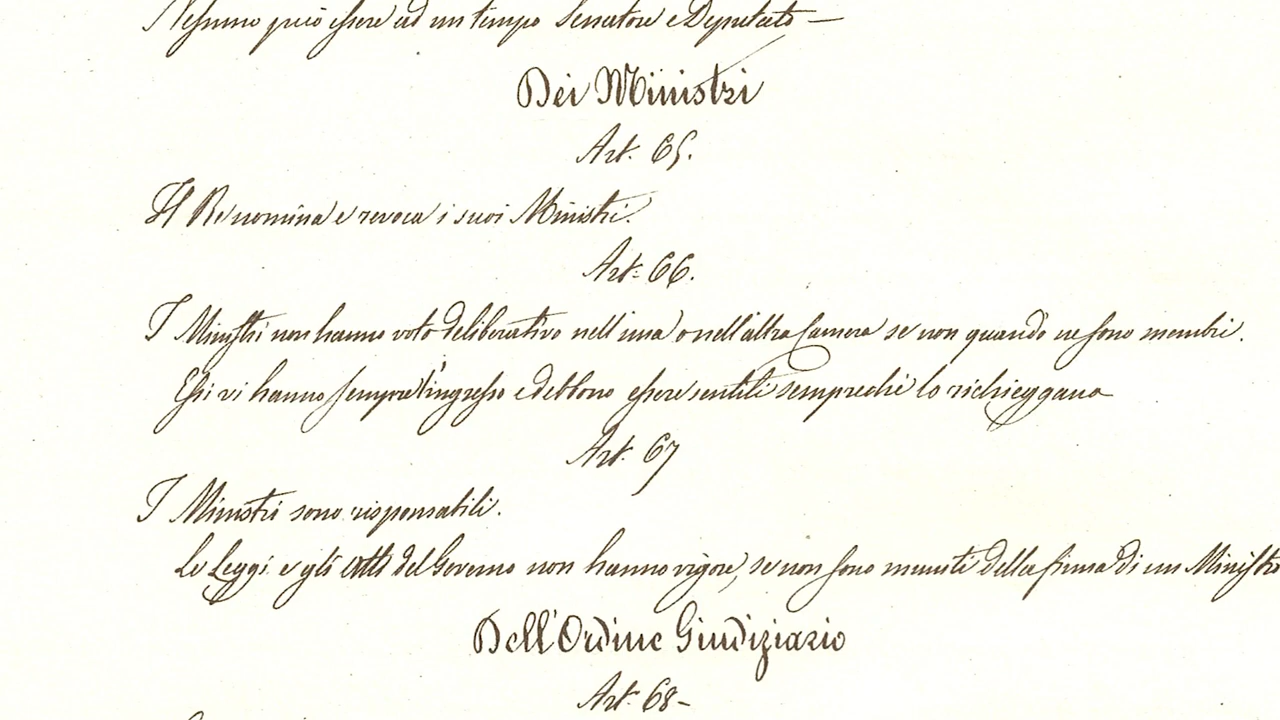 Nessuno può essere ad un tempo Senatore e Deputato —
Dei Ministri
Art. 65.
Il Re nomina e revoca i suoi Ministri.
Art. 66.
I Ministri non hanno voto deliberativo nell'una o nell'altra Camera se non quando ne sono membri.
Essi vi hanno sempre l'ingresso e debbono essere sentiti semprechè lo richieggano
Art. 67
I Ministri sono risponsabili.
Le Leggi e gli Atti del Governo non hanno vigore, se non sono muniti della firma di un Ministro
Dell'Ordine Giudiziario
Art. 68-